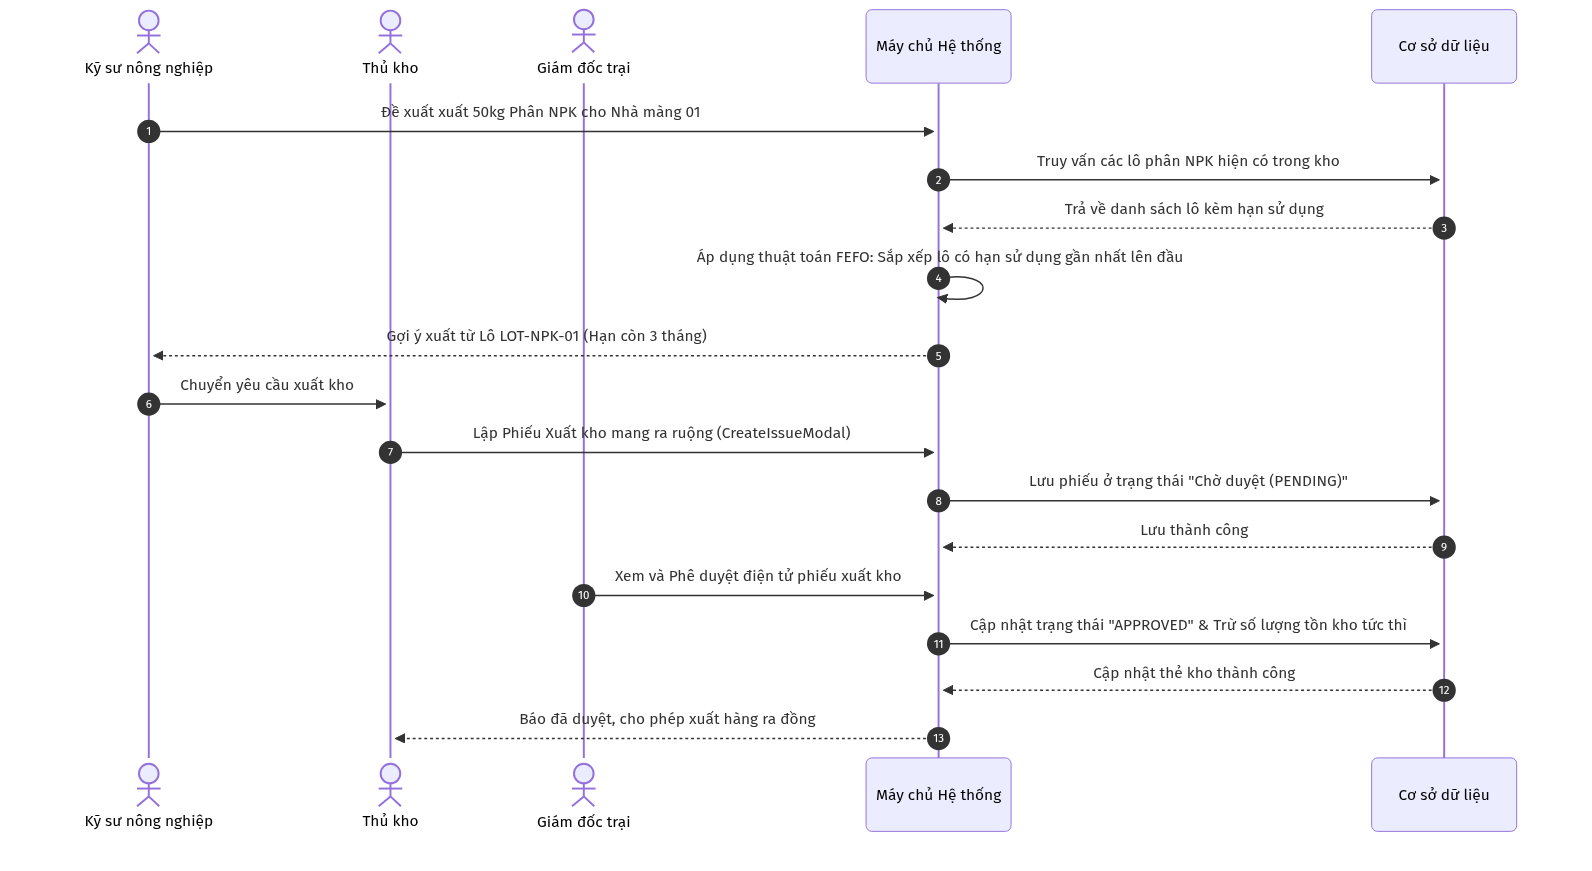 Kỹ sư nông nghiệp
Thủ kho
Giám đốc trại
Máy chủ Hệ thống
Cơ sở dữ liệu
Đề xuất xuất 50kg Phân NPK cho Nhà màng 01
1
Truy vấn các lô phân NPK hiện có trong kho
2
Trả về danh sách lô kèm hạn sử dụng
3
Áp dụng thuật toán FEFO: Sắp xếp lô có hạn sử dụng gần nhất lên đầu
4
Gợi ý xuất từ Lô LOT-NPK-01 (Hạn còn 3 tháng)
5
Chuyển yêu cầu xuất kho
6
Lập Phiếu Xuất kho mang ra ruộng (CreateIssueModal)
7
Lưu phiếu ở trạng thái "Chờ duyệt (PENDING)"
8
Lưu thành công
9
Xem và Phê duyệt điện tử phiếu xuất kho
10
Cập nhật trạng thái "APPROVED" & Trừ số lượng tồn kho tức thì
11
Cập nhật thẻ kho thành công
12
Báo đã duyệt, cho phép xuất hàng ra đồng
13
Kỹ sư nông nghiệp
Thủ kho
Giám đốc trại
Máy chủ Hệ thống
Cơ sở dữ liệu